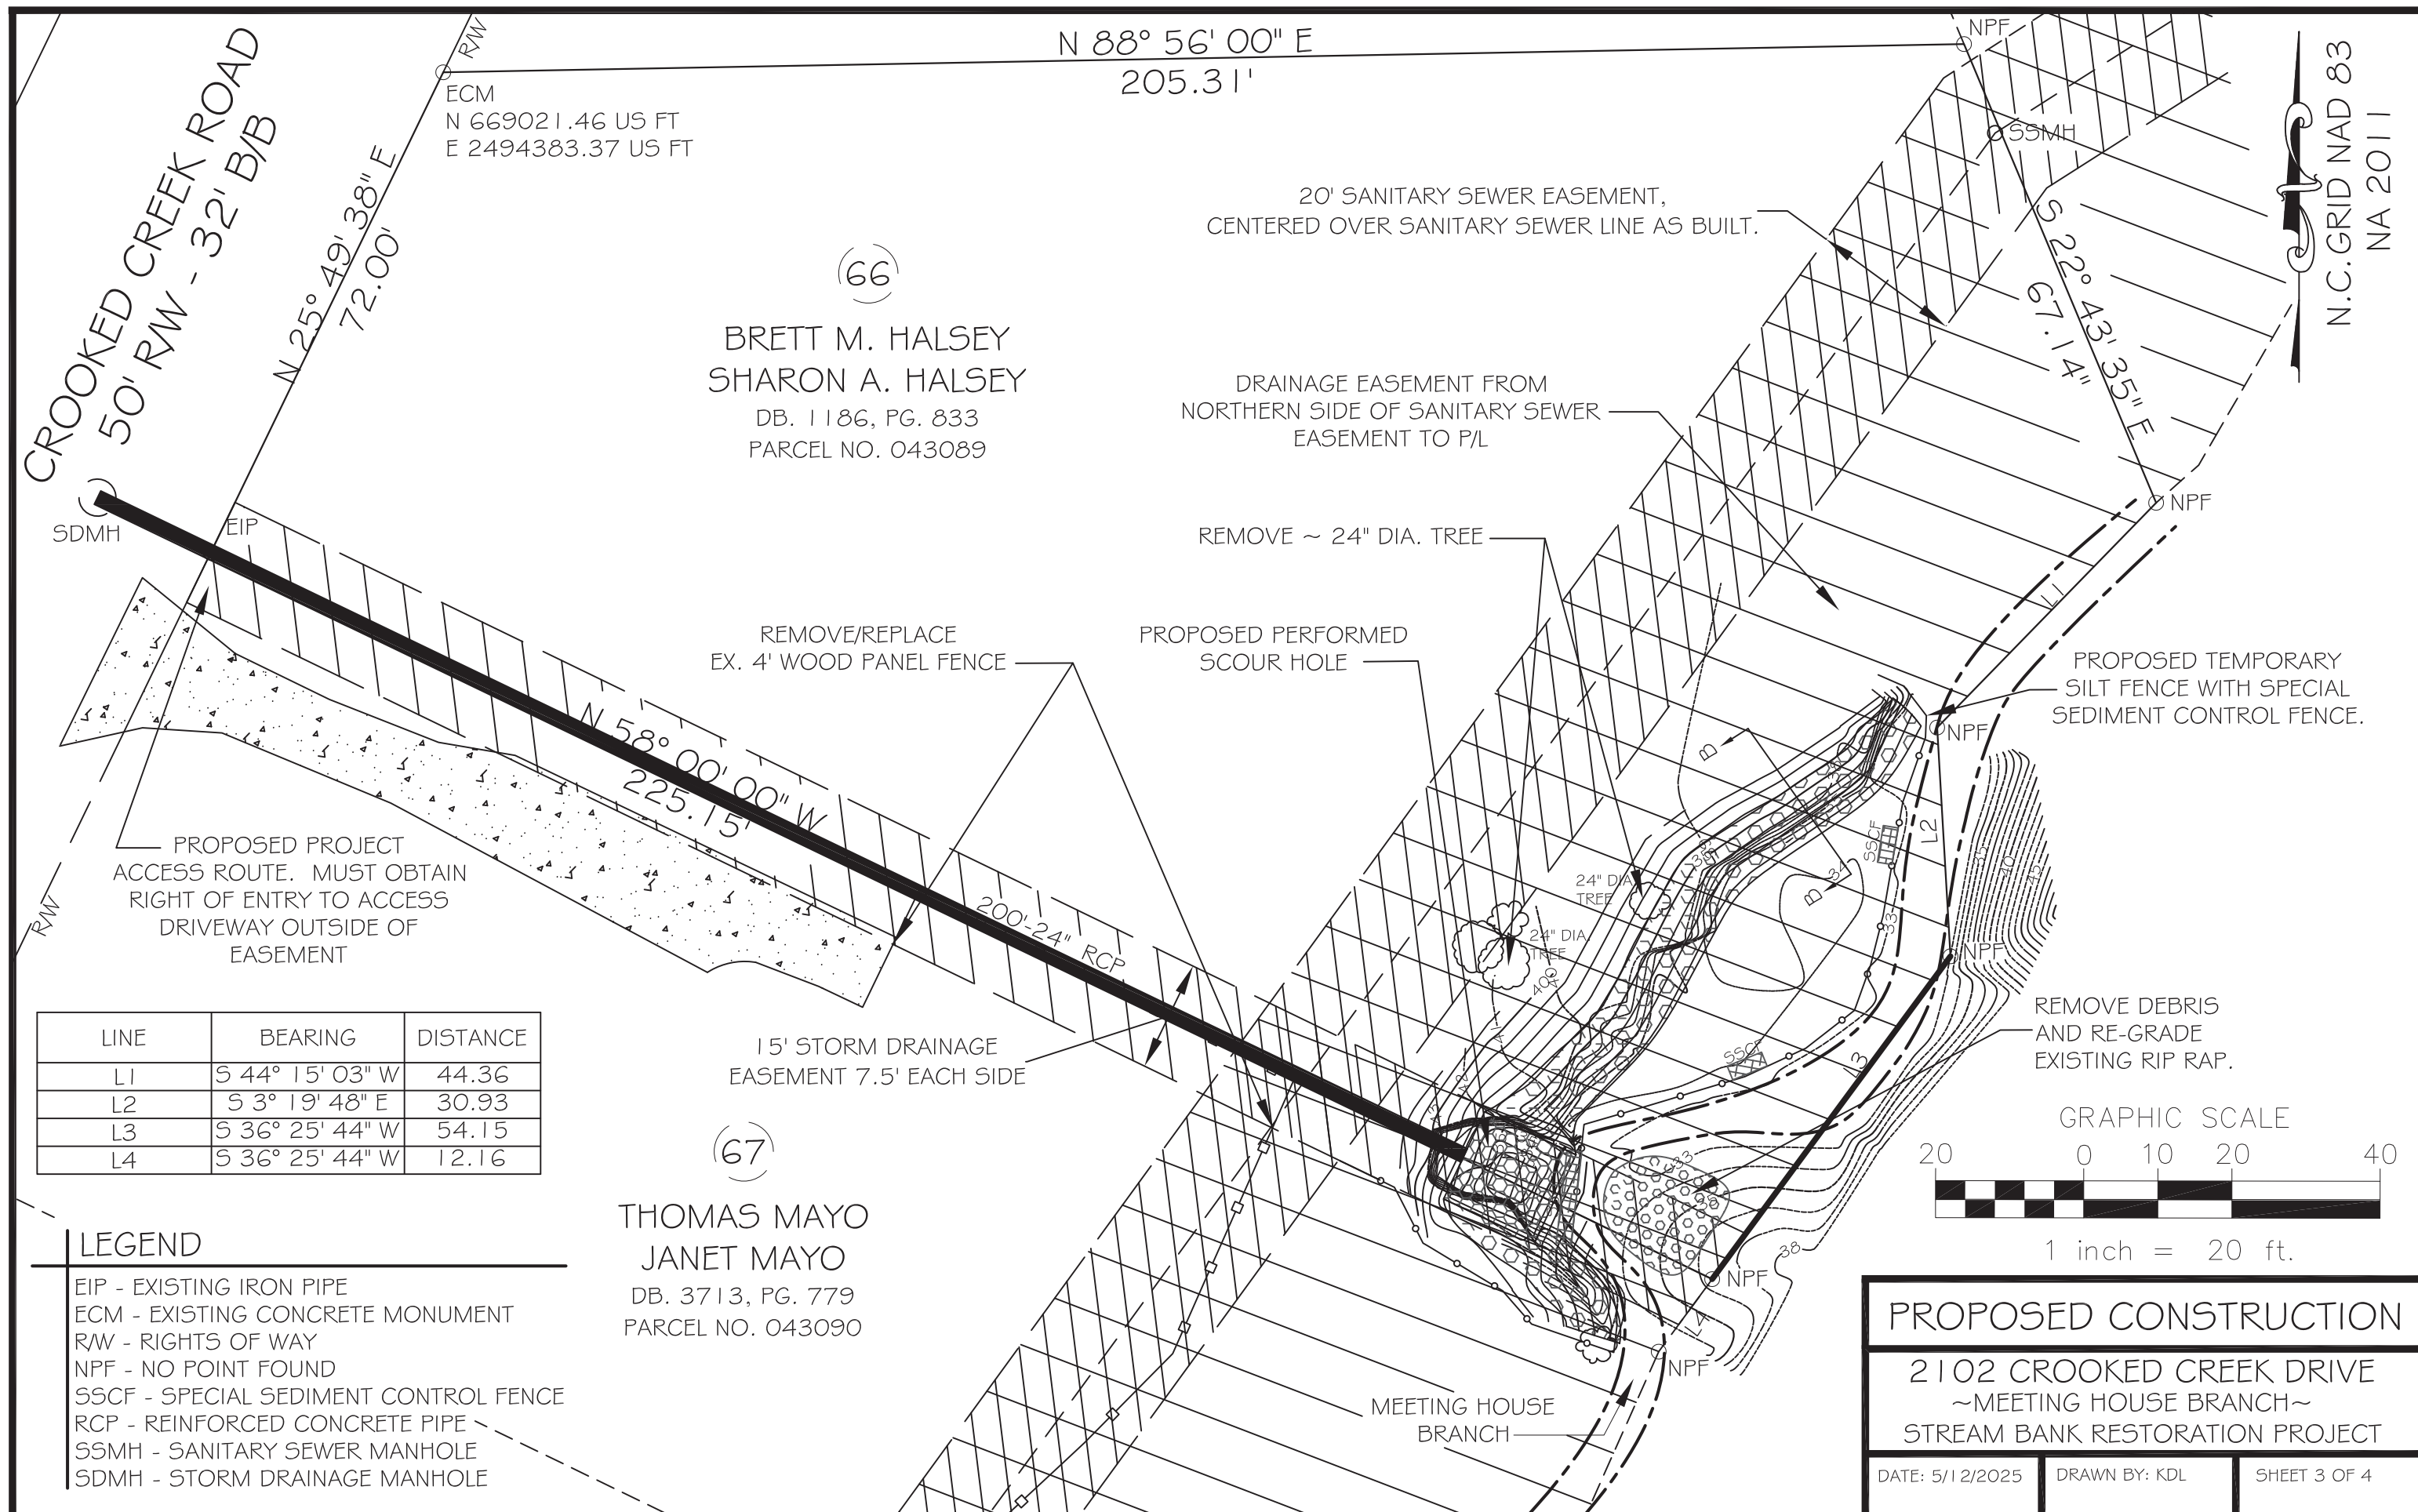 N 88° 56' 00" E
205.31'
R/W
NPF
ECM
N 669021.46 US FT
E 2494383.37 US FT
CROOKED CREEK ROAD
50' R/W - 32' B/B
N 25° 49' 38" E
72.00'
N.C.GRID NAD 83
NA 2011
SSMH
20' SANITARY SEWER EASEMENT,
CENTERED OVER SANITARY SEWER LINE AS BUILT.
S 22° 43' 35" E
67.14"
66
BRETT M. HALSEY
SHARON A. HALSEY
DB. 1186, PG. 833
PARCEL NO. 043089
DRAINAGE EASEMENT FROM
NORTHERN SIDE OF SANITARY SEWER
EASEMENT TO P/L
NPF
SDMH
EIP
REMOVE ~ 24" DIA. TREE
L1
REMOVE/REPLACE
EX. 4' WOOD PANEL FENCE
PROPOSED PERFORMED
SCOUR HOLE
PROPOSED TEMPORARY
SILT FENCE WITH SPECIAL
SEDIMENT CONTROL FENCE.
NPF
B
N 58° 00' 00" W
225.15'
PROPOSED PROJECT
ACCESS ROUTE. MUST OBTAIN
RIGHT OF ENTRY TO ACCESS
DRIVEWAY OUTSIDE OF
EASEMENT
R/W
200'-24" RCP
24" DIA.
TREE
24" DIA.
TREE
SSCF
L2
B
34
33
35
40
45
40
40
41
NPF
REMOVE DEBRIS
AND RE-GRADE
EXISTING RIP RAP.
LINE BEARING DISTANCE
L1 S 44° 15' 03" W 44.36
L2 S 3° 19' 48" E 30.93
L3 S 36° 25' 44" W 54.15
L4 S 36° 25' 44" W 12.16
15' STORM DRAINAGE
EASEMENT 7.5' EACH SIDE
SSCF
L3
GRAPHIC SCALE
20 0 10 20 40
1 inch = 20 ft.
67
THOMAS MAYO
JANET MAYO
DB. 3713, PG. 779
PARCEL NO. 043090
33
38
38
NPF
L4
NPF
MEETING HOUSE
BRANCH
LEGEND
EIP - EXISTING IRON PIPE
ECM - EXISTING CONCRETE MONUMENT
R/W - RIGHTS OF WAY
NPF - NO POINT FOUND
SSCF - SPECIAL SEDIMENT CONTROL FENCE
RCP - REINFORCED CONCRETE PIPE
SSMH - SANITARY SEWER MANHOLE
SDMH - STORM DRAINAGE MANHOLE
PROPOSED CONSTRUCTION
2102 CROOKED CREEK DRIVE
~MEETING HOUSE BRANCH~
STREAM BANK RESTORATION PROJECT
DATE: 5/12/2025 DRAWN BY: KDL SHEET 3 OF 4